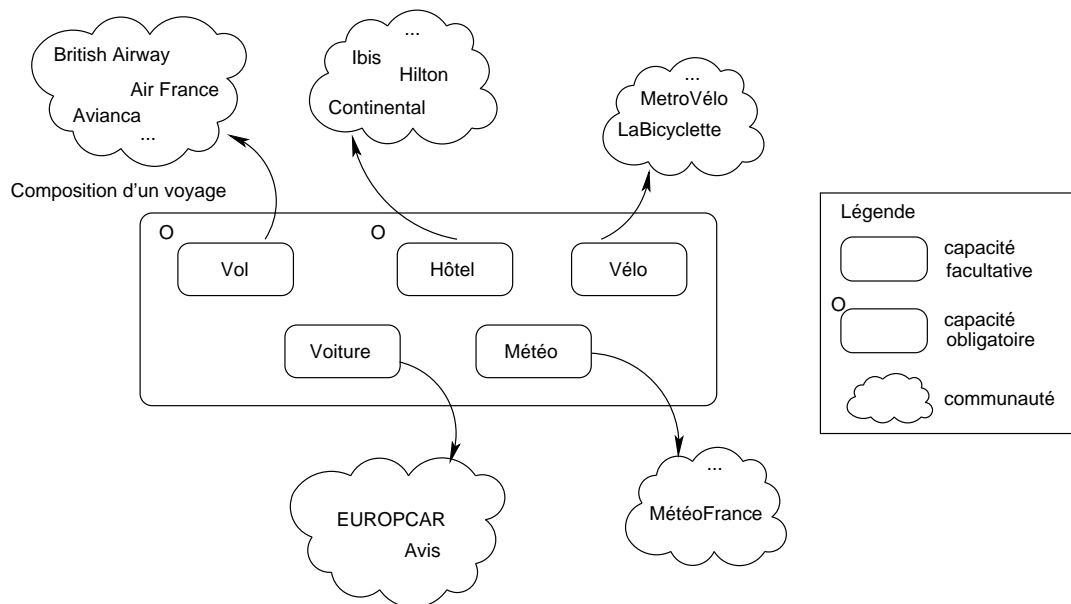 British Airway
Air France
Avianca
...
...
Ibis
Hilton
Continental
...
MetroVélo
LaBicyclette
Composition d'un voyage
O
Vol
O
Hôtel
Vélo
Voiture
Météo
EUROPCAR
Avis
...
MétéoFrance
Légende
capacité
facultative
O
capacité
obligatoire
communauté